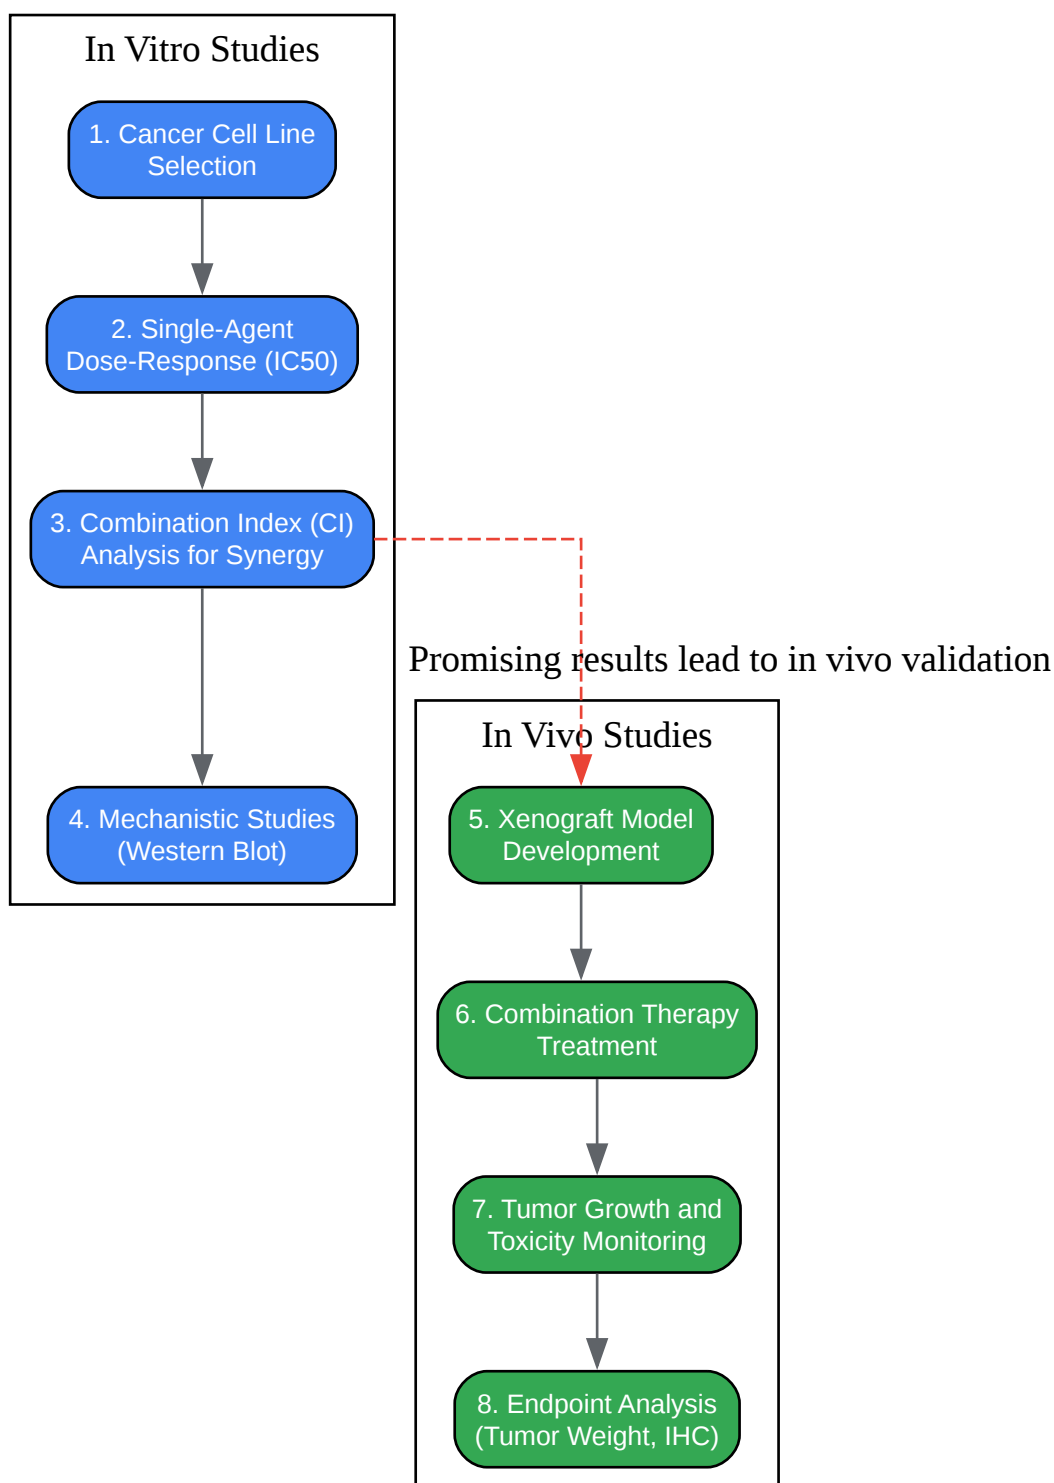 In Vitro Studies
1. Cancer Cell Line
Selection
2. Single-Agent
Dose-Response (IC50)
3. Combination Index (CI)
Analysis for Synergy
4. Mechanistic Studies
(Western Blot)
Promising results lead to in vivo validation
In Vivo Studies
5. Xenograft Model
Development
6. Combination Therapy
Treatment
7. Tumor Growth and
Toxicity Monitoring
8. Endpoint Analysis
(Tumor Weight, IHC)